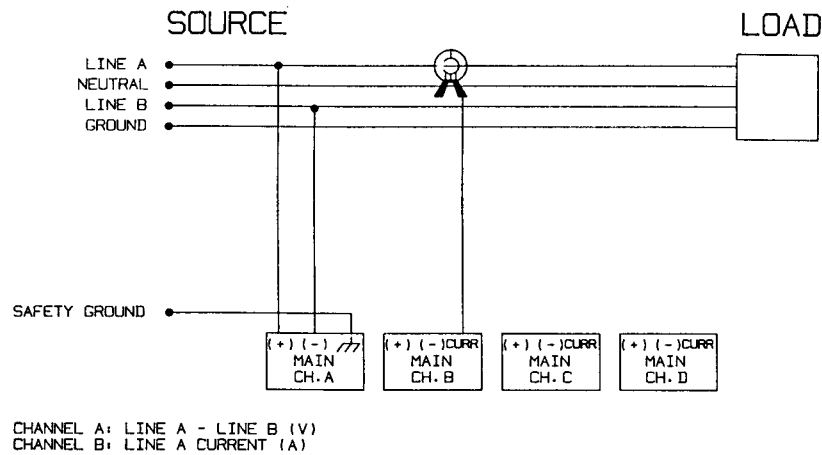 SOURCE LOAD
LINE A
NEUTRAL
LINE B
GROUND
SAFETY GROUND
(+) (-) (+) (-)CURR (+) (-)CURR (+) (-)CURR
MAIN MAIN MAIN MAIN
CH.A CH.B CH.C CH.D
CHANNEL A: LINE A - LINE B (V)
CHANNEL B: LINE A CURRENT (A)